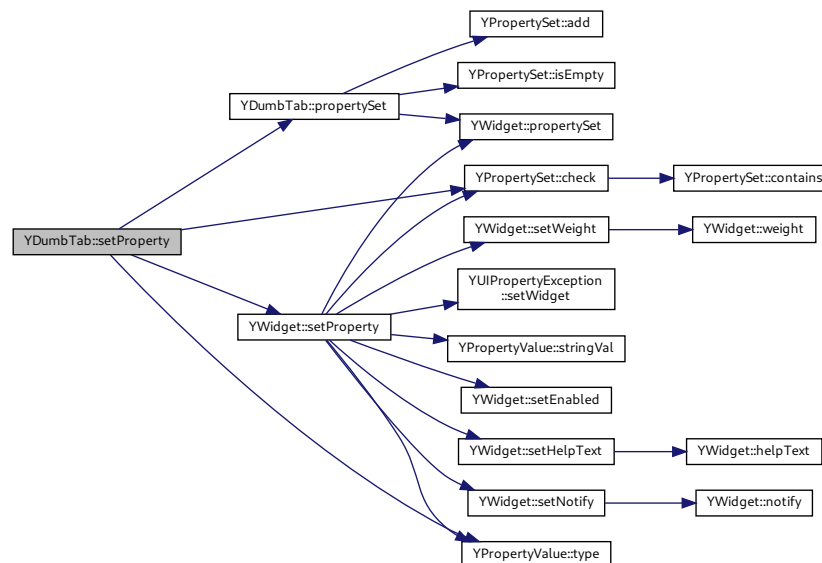 YPropertySet::add
YPropertySet::isEmpty
YDumbTab::propertySet
YWidget::propertySet
YPropertySet::check
YPropertySet::contains
YWidget::setWeight
YWidget::weight
YDumbTab::setProperty
YUIPropertyException
::setWidget
YWidget::setProperty
YPropertyValue::stringVal
YWidget::setEnabled
YWidget::setHelpText
YWidget::helpText
YWidget::setNotify
YWidget::notify
YPropertyValue::type